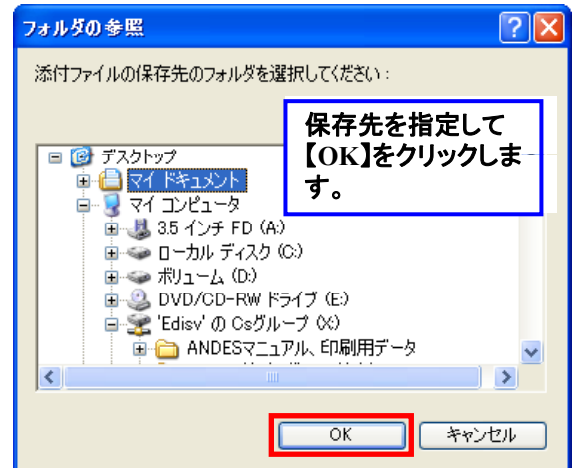 フォルダの参照
添付ファイルの保存先のフォルダを選択してください：
保存先を指定して
【OK】をクリックしま
す。
デスクトップ
マイ ドキュメント
マイ コンピュータ
3.5 インチ FD (A:)
ローカル ディスク (C:)
ボリューム (D:)
DVD/CD-RW ドライブ (E:)
'Edisv' の Csグループ (X:)
ANDESマニュアル、印刷用データ
OK
キャンセル